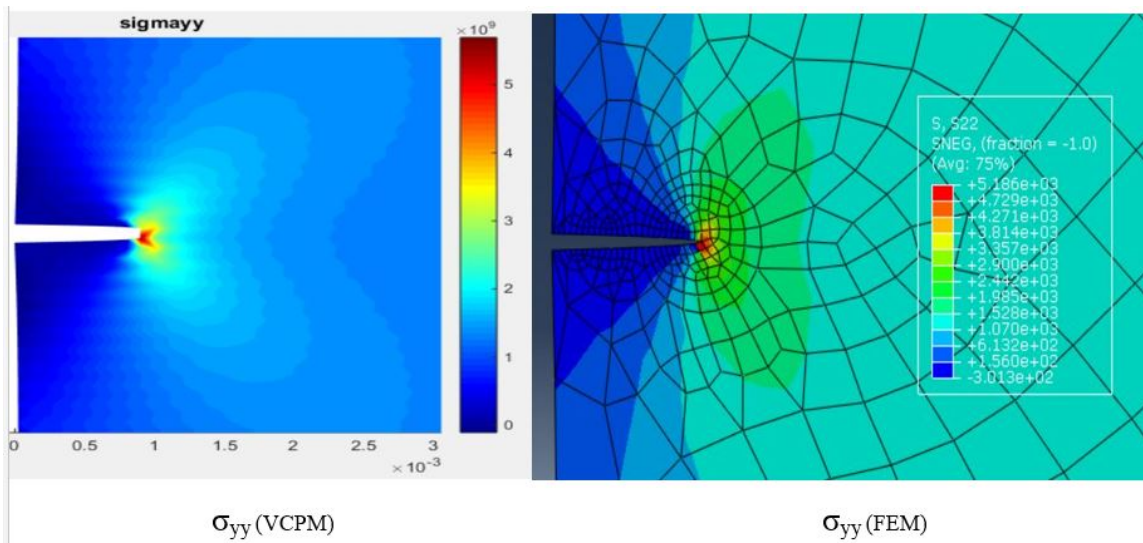 sigmayy
×10⁹
5
4
3
2
1
0
0 0.5 1 1.5 2 2.5 3
×10⁻³
S, S22
SNEG, (fraction = -1.0)
(Avg: 75%)
+5.186e+03
+4.729e+03
+4.271e+03
+3.814e+03
+3.357e+03
+2.900e+03
+2.442e+03
+1.985e+03
+1.528e+03
+1.070e+03
+6.132e+02
+1.560e+02
-3.013e+02
σyy (VCPM)
σyy (FEM)